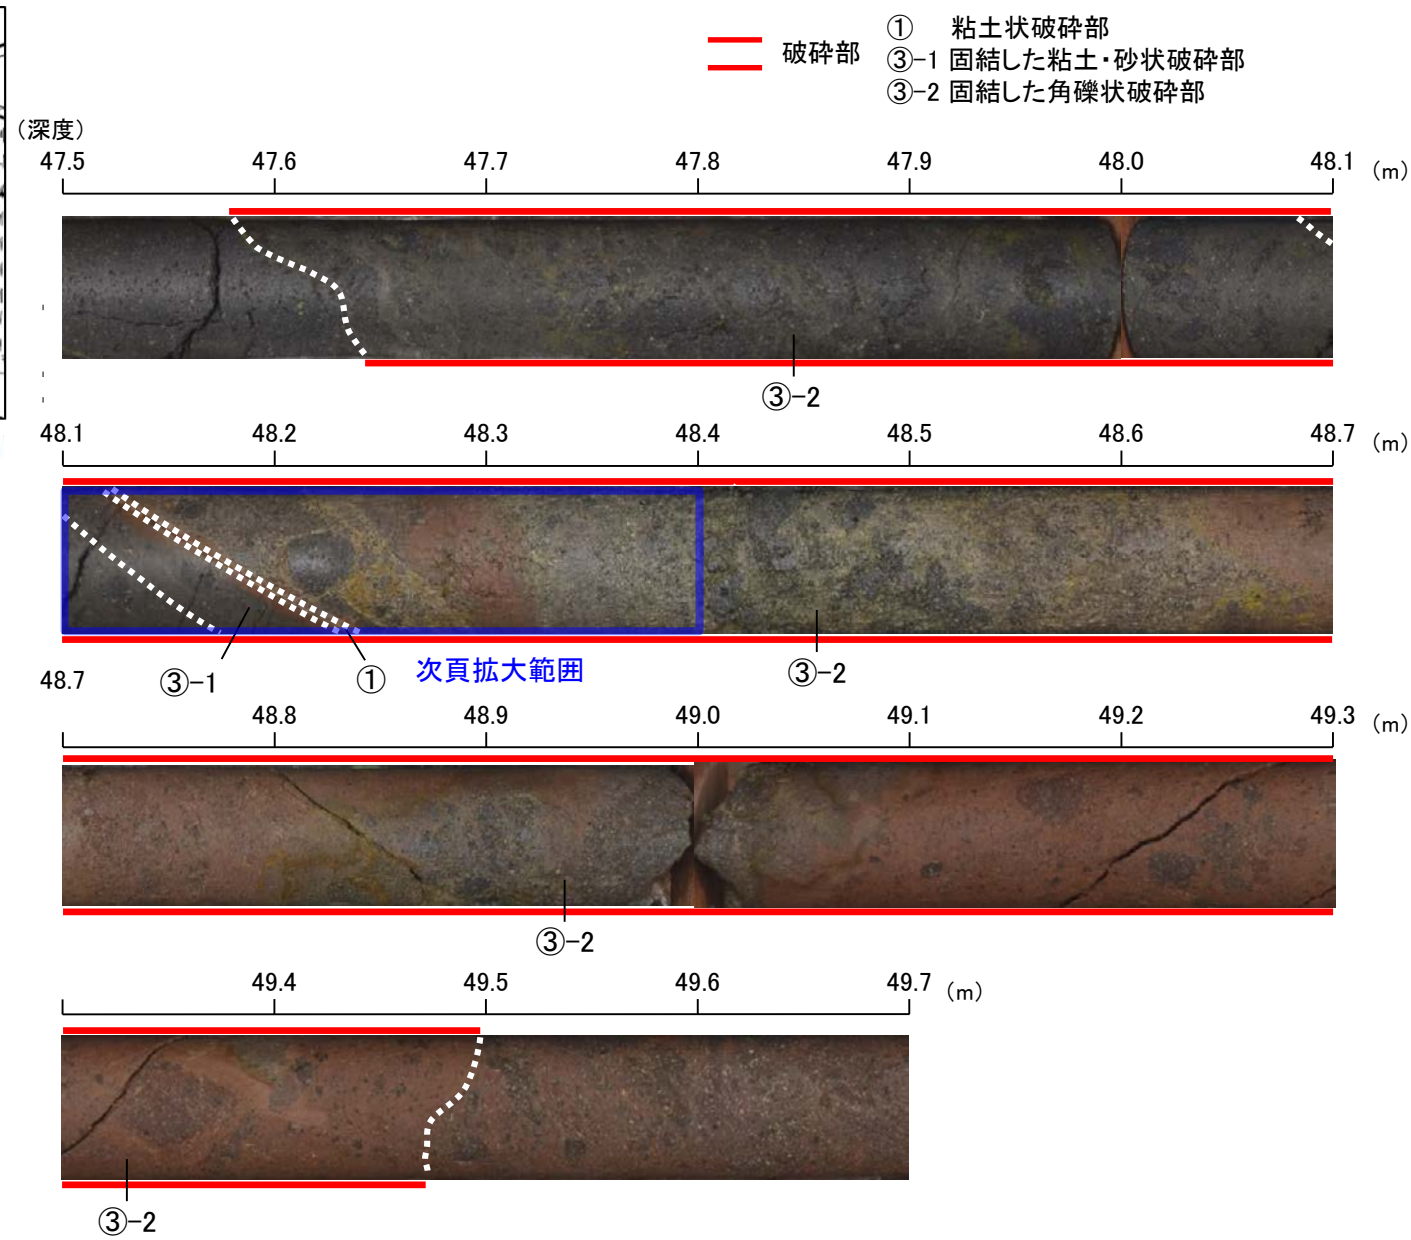 ① 粘土状破砕部
破砕部 ③-1 固結した粘土・砂状破砕部
③-2 固結した角礫状破砕部
(深度)
47.5 47.6 47.7 47.8 47.9 48.0 48.1 (m)
③-2
48.1 48.2 48.3 48.4 48.5 48.6 48.7 (m)
③-1 ① 次頁拡大範囲 ③-2
48.7 48.8 48.9 49.0 49.1 49.2 49.3 (m)
③-2
49.4 49.5 49.6 49.7 (m)
③-2